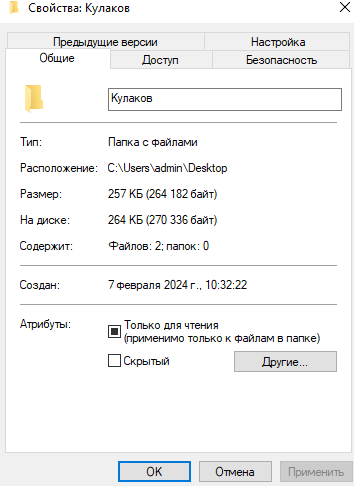 Свойства: Кулаков
Предыдущие версии Настройка
Общие Доступ Безопасность
Кулаков
Тип: Папка с файлами
Расположение: C:\Users\admin\Desktop
Размер: 257 КБ (264 182 байт)
На диске: 264 КБ (270 336 байт)
Содержит: Файлов: 2; папок: 0
Создан: 7 февраля 2024 г., 10:32:22
Атрибуты: Только для чтения
(применимо только к файлам в папке)
Скрытый Другие...
ОК Отмена Применить